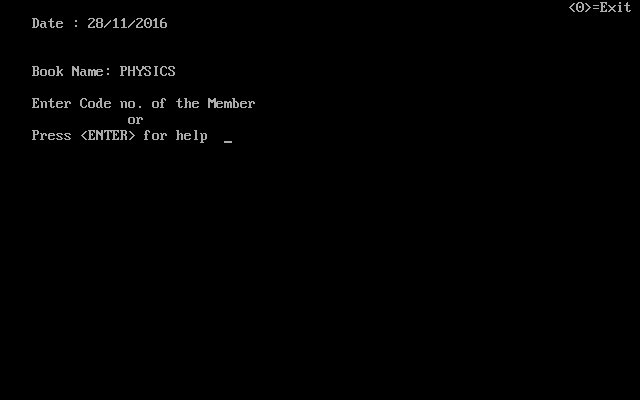 <0>=Exit
Date : 28/11/2016
Book Name: PHYSICS
Enter Code no. of the Member
or
Press <ENTER> for help _